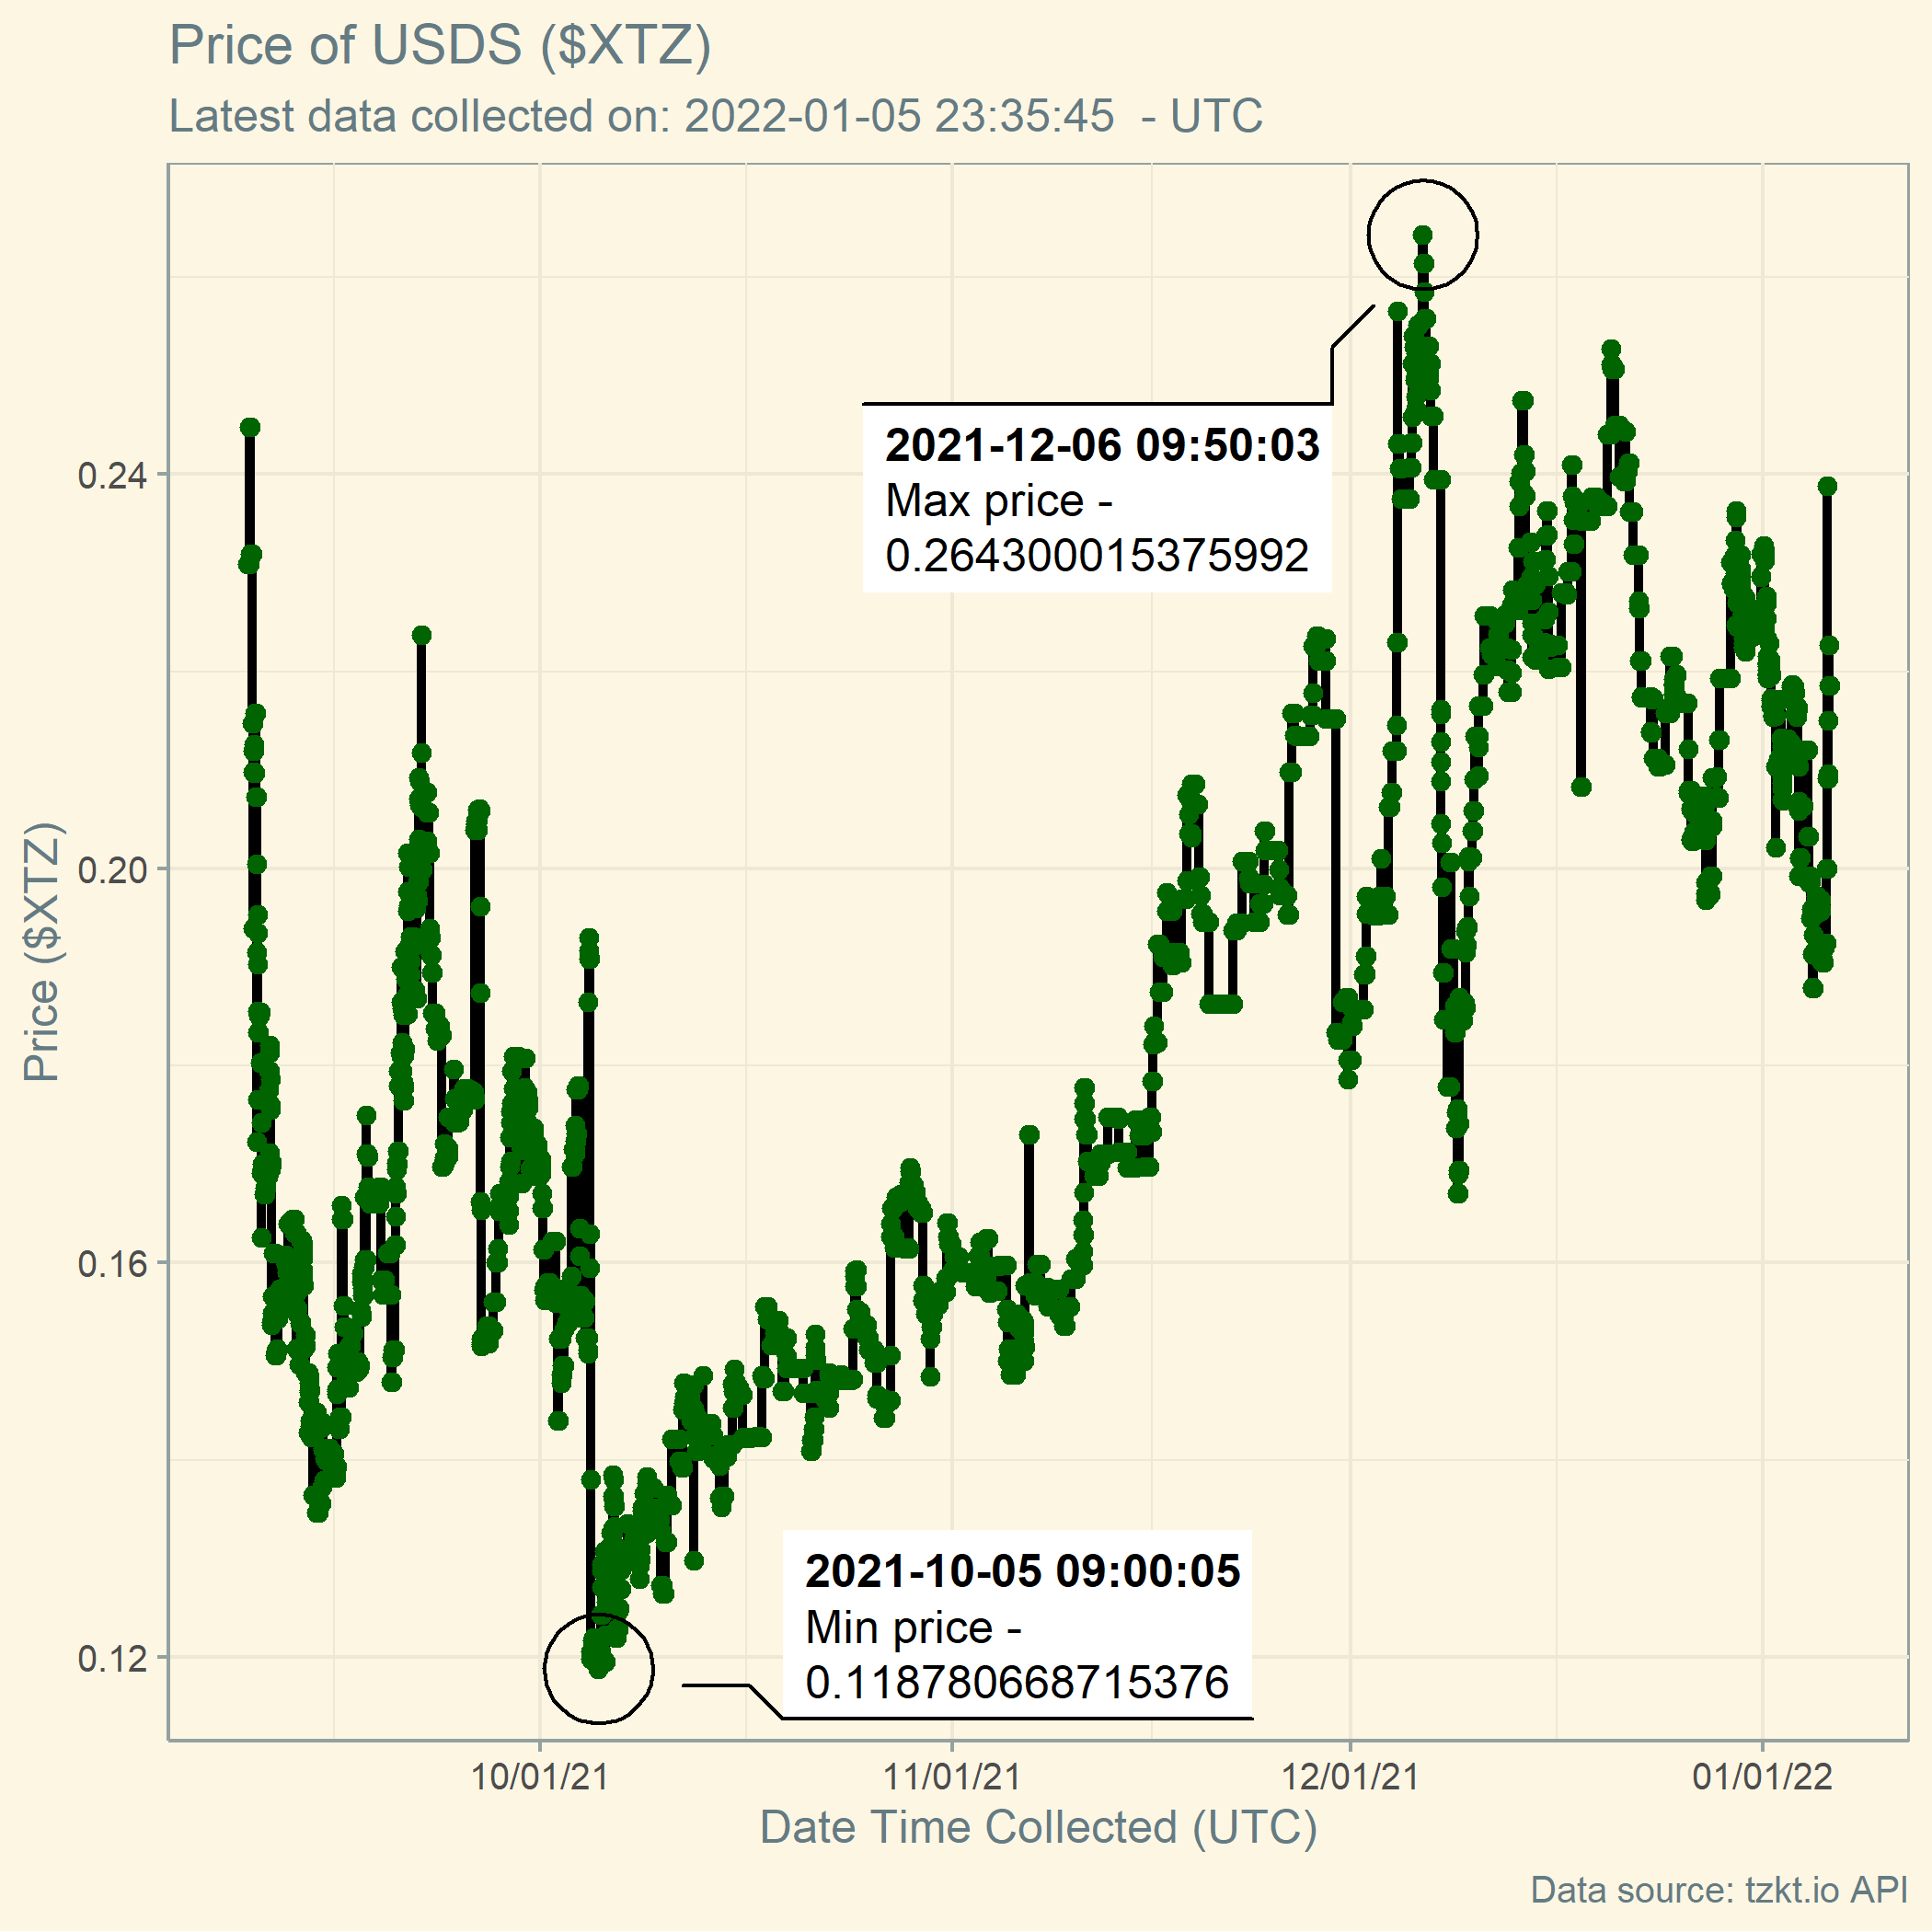 Price of USDS ($XTZ)
Latest data collected on: 2022-01-05 23:35:45  - UTC
2021-12-06 09:50:03
Max price -
0.264300015375992
2021-10-05 09:00:05
Min price -
0.118780668715376
Price ($XTZ)
0.24
0.20
0.16
0.12
10/01/21
11/01/21
12/01/21
01/01/22
Date Time Collected (UTC)
Data source: tzkt.io API